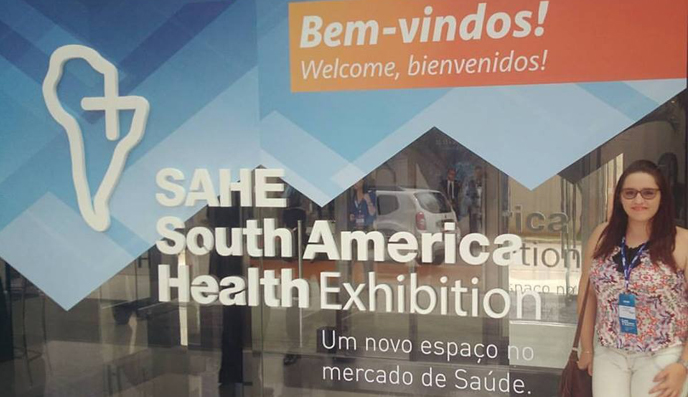 Bem-vindos!
Welcome, bienvenidos!
SAHE
South America
Health Exhibition
Um novo espaço no
mercado de Saúde.